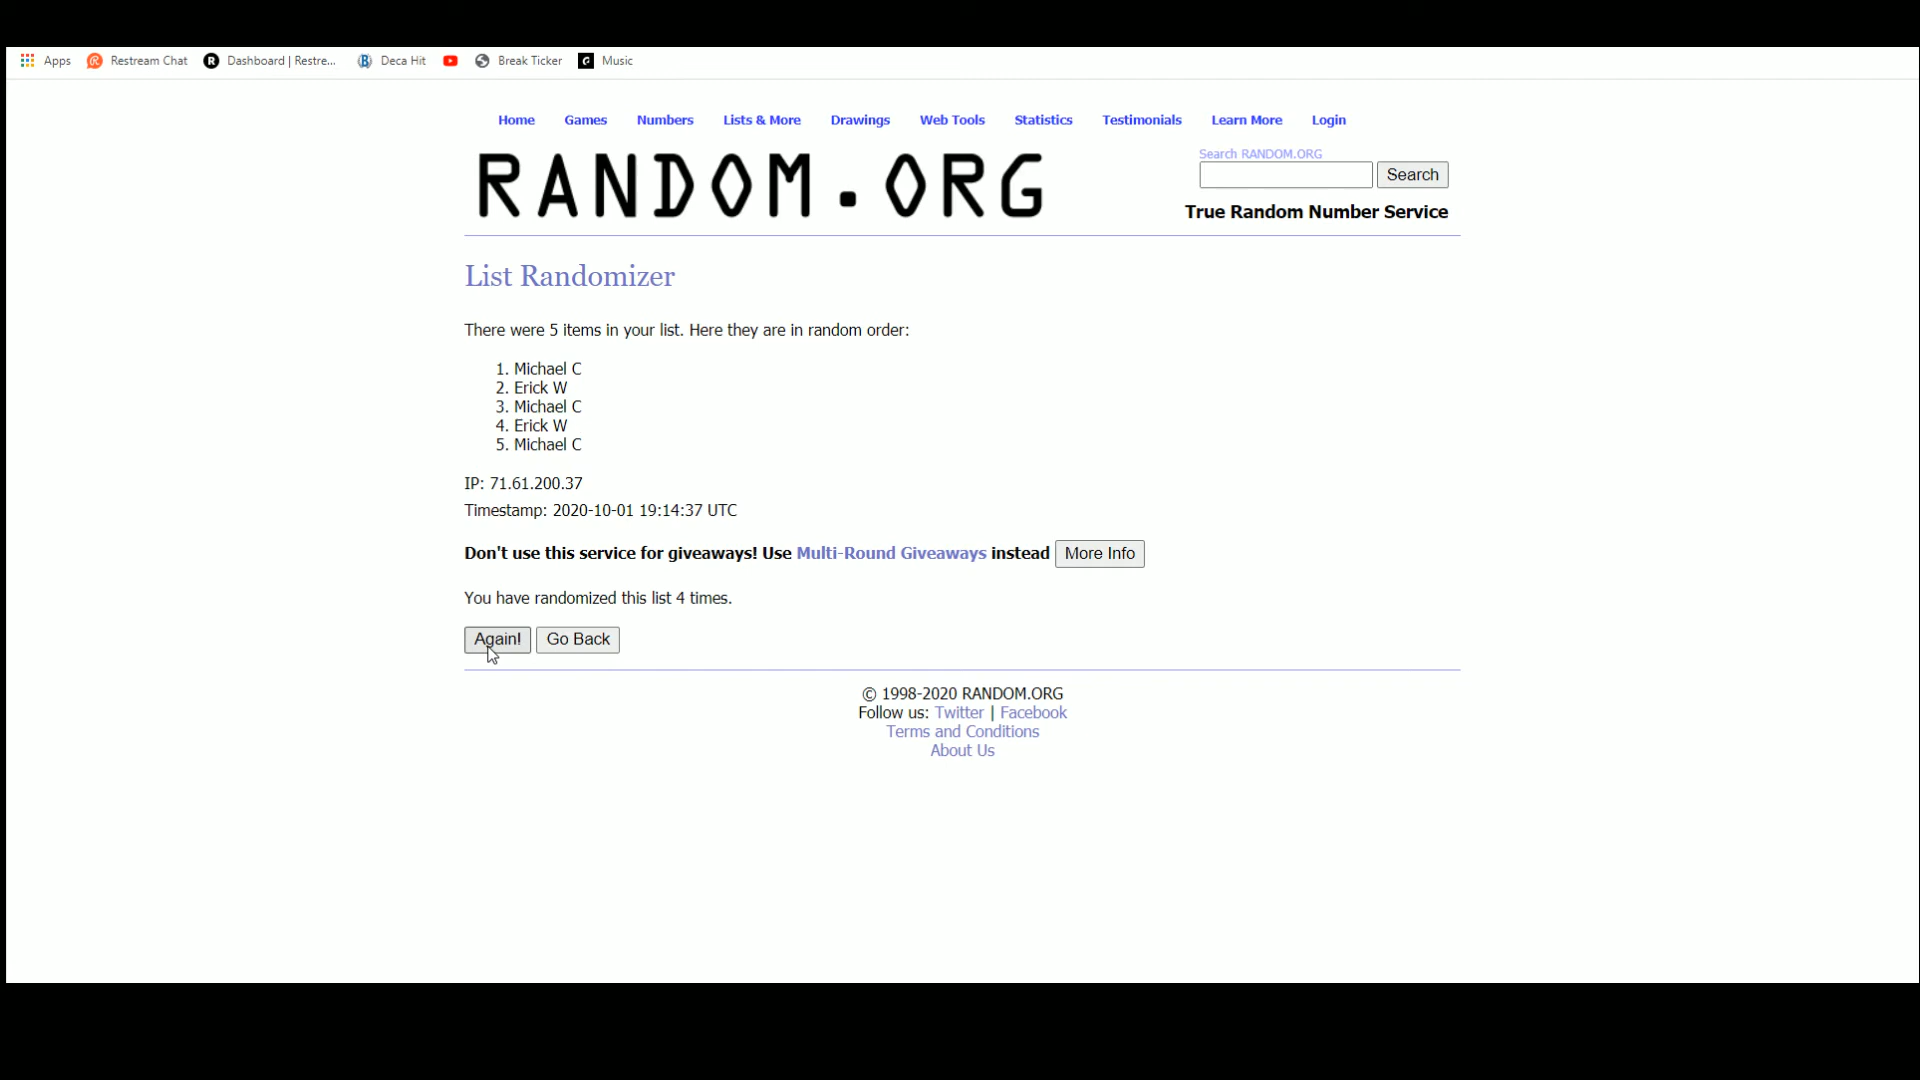 Apps Restream Chat Dashboard | Restre... Deca Hit Break Ticker Music
Home Games Numbers Lists & More Drawings Web Tools Statistics Testimonials Learn More Login
RANDOM.ORG
Search RANDOM.ORG
Search
True Random Number Service
List Randomizer
There were 5 items in your list. Here they are in random order:
1. Michael C
2. Erick W
3. Michael C
4. Erick W
5. Michael C
IP: 71.61.200.37
Timestamp: 2020-10-01 19:14:37 UTC
Don't use this service for giveaways! Use Multi-Round Giveaways instead More Info
You have randomized this list 4 times.
Again! Go Back
© 1998-2020 RANDOM.ORG
Follow us: Twitter | Facebook
Terms and Conditions
About Us